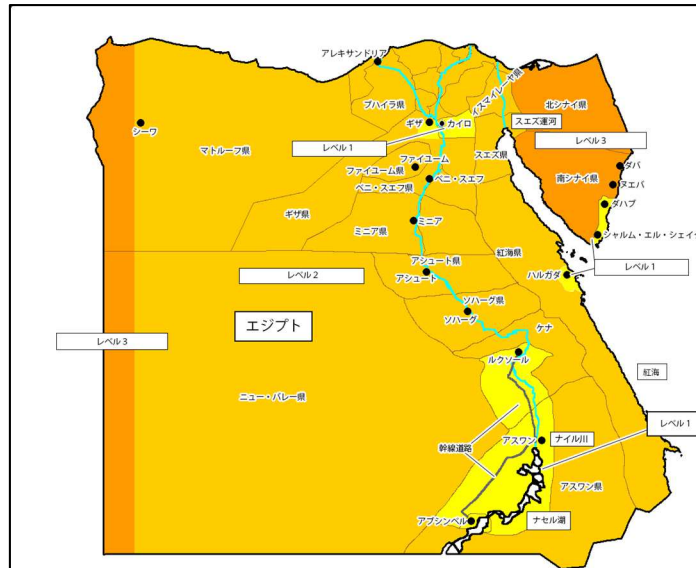 アレキサンドリア
ブハイラ県
イスマイレーヤ県
北シナイ県
シーワ
ギザ
カイロ
スエズ運河
レベル 3
マトルーフ県
レベル 1
スエズ県
ダバ
ファイユーム
南シナイ県
ファイユーム県
ベニ・スエフ
ヌエバ
ベニ・スエフ県
ダハブ
ギザ県
ミニア
ミニア県
シャルム・エル・シェイク
紅海県
アシュート県
レベル 1
レベル 2
アシュート
ハルガダ
ソハーグ県
ソハーグ
エジプト
ケナ
レベル 3
ルクソール
紅海
ニュー・バレー県
レベル 1
アスワン
ナイル川
幹線道路
アスワン県
アブシンベル
ナセル湖